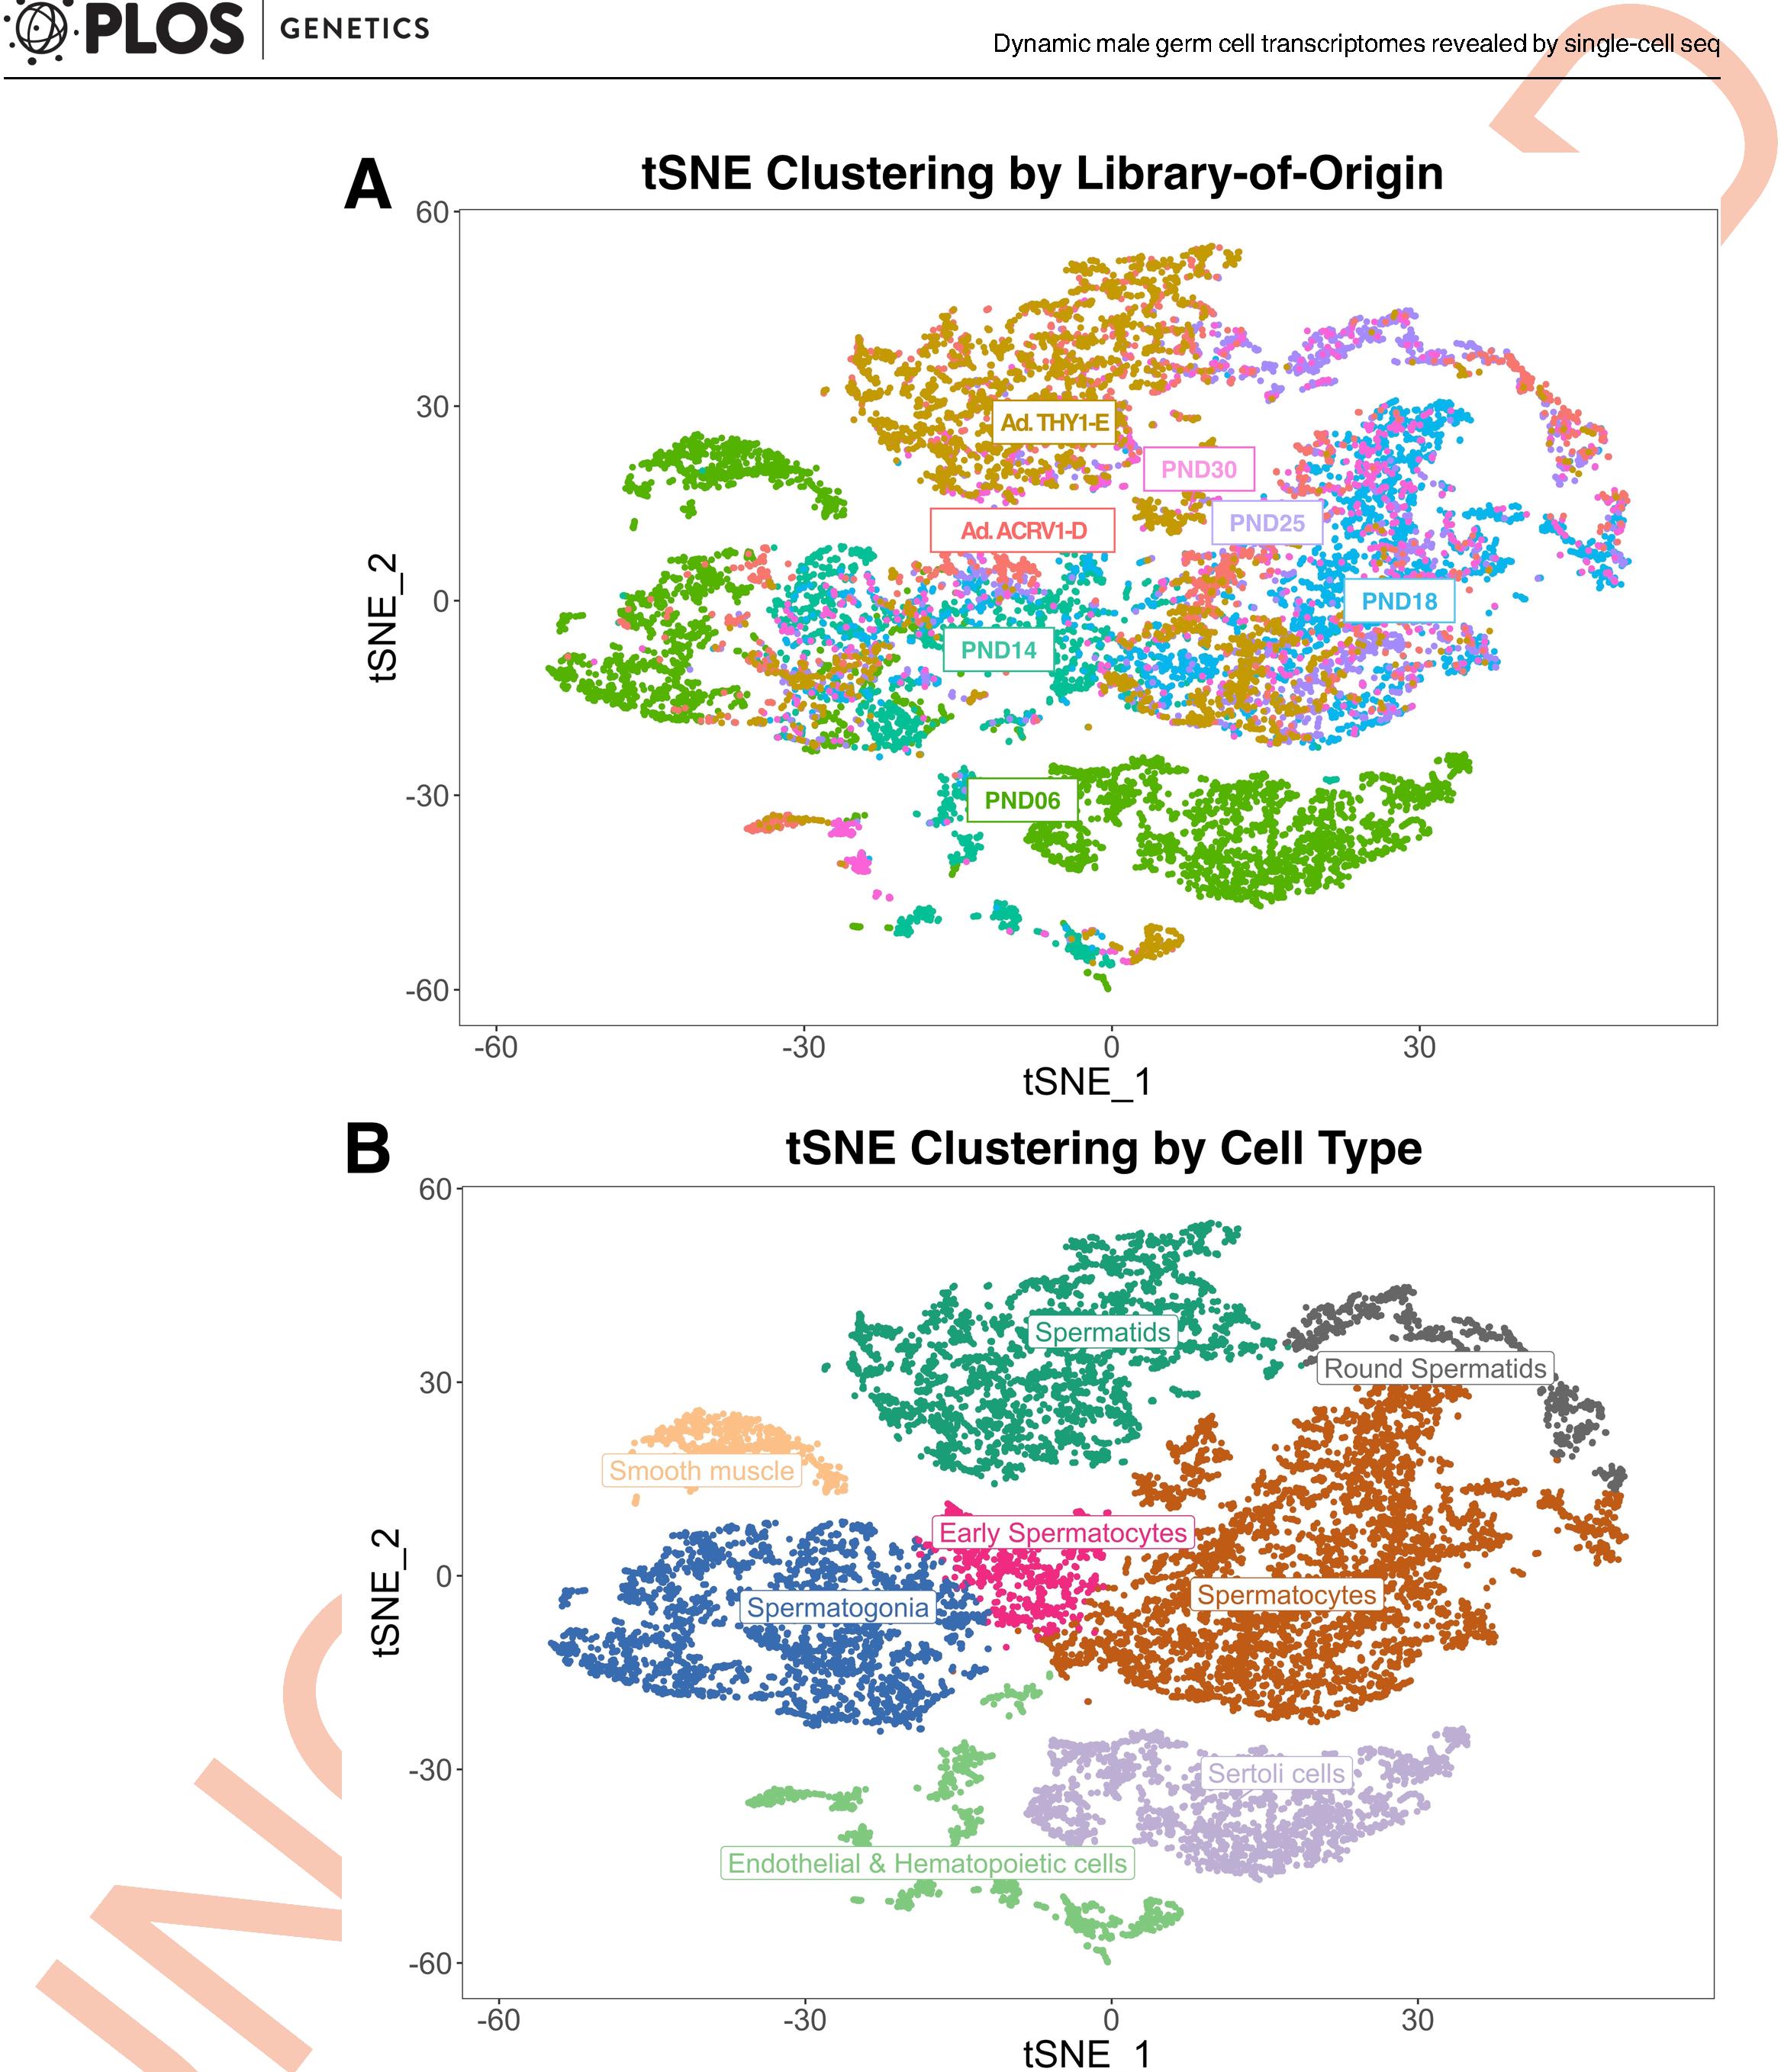 PLOS GENETICS
Dynamic male germ cell transcriptomes revealed by single-cell seq
A
tSNE Clustering by Library-of-Origin
60
30
0
-30
-60
tSNE_2
Ad. THY1-E
PND30
PND25
Ad. ACRV1-D
PND18
PND14
PND06
-60
-30
0
30
tSNE_1
B
tSNE Clustering by Cell Type
60
30
0
-30
-60
tSNE_2
Spermatids
Round Spermatids
Smooth muscle
Early Spermatocytes
Spermatocytes
Spermatogonia
Sertoli cells
Endothelial & Hematopoietic cells
-60
-30
0
30
tSNE 1